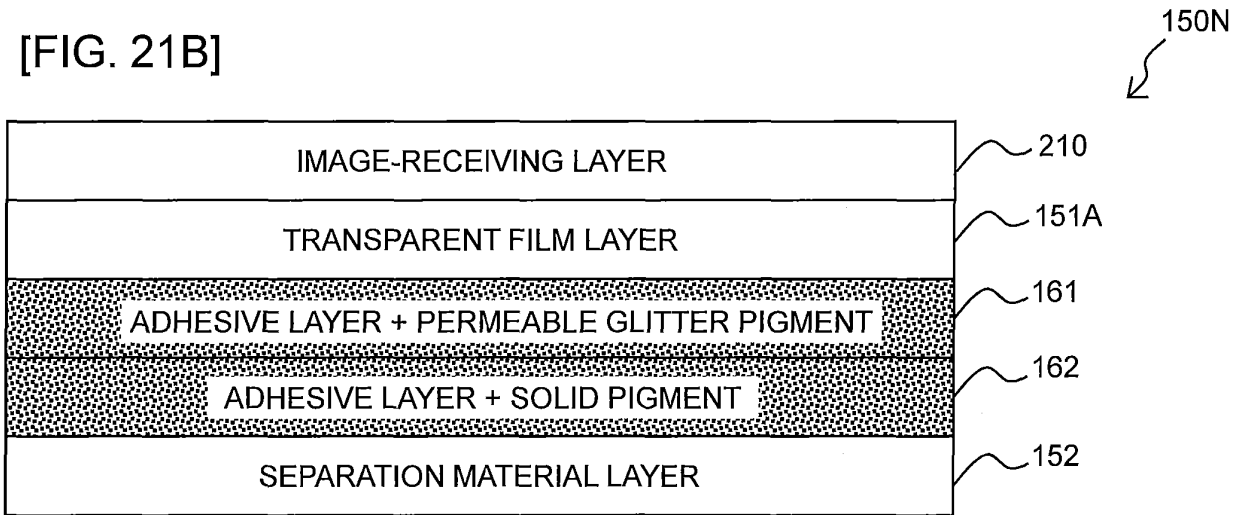 150N
[FIG. 21B]
IMAGE-RECEIVING LAYER 210
TRANSPARENT FILM LAYER 151A
ADHESIVE LAYER + PERMEABLE GLITTER PIGMENT 161
ADHESIVE LAYER + SOLID PIGMENT 162
SEPARATION MATERIAL LAYER 152